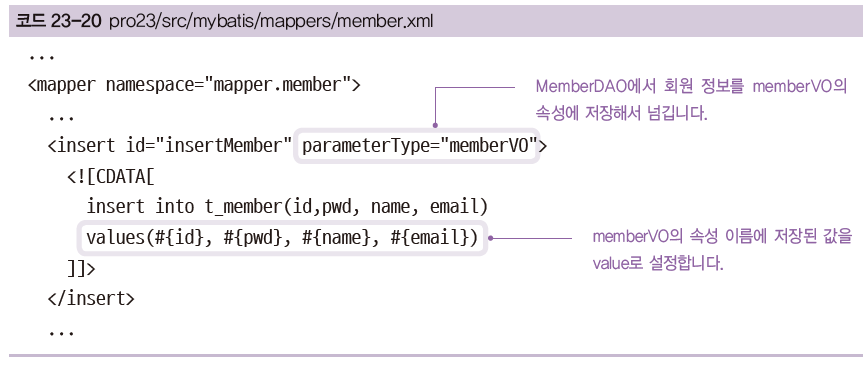 코드 23-20 pro23/src/mybatis/mappers/member.xml
...
<mapper namespace="mapper.member">
MemberDAO에서 회원 정보를 memberVO의
속성에 저장해서 넘깁니다.
...
<insert id="insertMember" parameterType="memberVO">
<![CDATA[
insert into t_member(id,pwd, name, email)
values(#{id}, #{pwd}, #{name}, #{email})
memberVO의 속성 이름에 저장된 값을
value로 설정합니다.
]]>
</insert>
...